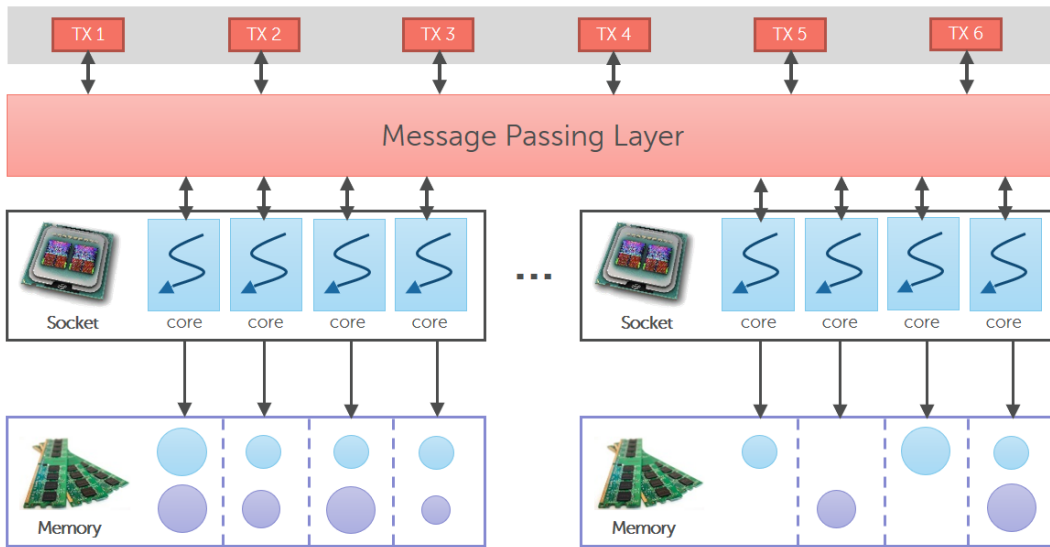 TX 1
TX 2
TX 3
TX 4
TX 5
TX 6
Message Passing Layer
Socket
core
core
core
core
...
Socket
core
core
core
core
Memory
Memory